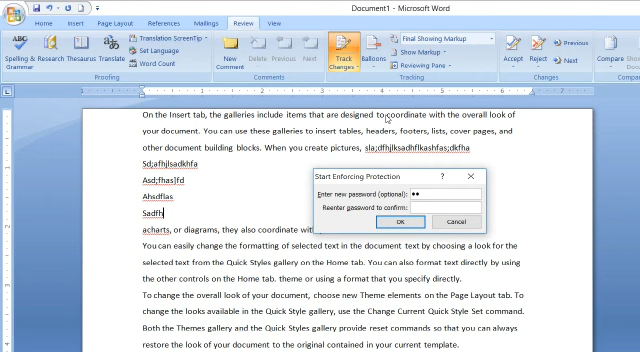 Document1 - Microsoft Word
Home Insert Page Layout References Mailings Review View
ABC Spelling & Grammar Research Thesaurus Translate
Translation ScreenTip
Set Language
Word Count
New Comment
Track Changes Balloons
Final Showing Markup
Show Markup
Reviewing Pane
Accept Reject
Previous
Next
Compare
Proofing Comments Tracking Changes Compare
On the Insert tab, the galleries include items that are designed to coordinate with the overall look of
your document. You can use these galleries to insert tables, headers, footers, lists, cover pages, and
other document building blocks. When you create pictures, sla;dfhjlksadhflkashfas;dkfha
Sd;afhjlsadkhfa
Asd;fhas]fd
Ahsdflas
Sadfh
acharts, or diagrams, they also coordinate with
You can easily change the formatting of selected text in the document text by choosing a look for the
selected text from the Quick Styles gallery on the Home tab. You can also format text directly by using
the other controls on the Home tab. theme or using a format that you specify directly.
To change the overall look of your document, choose new Theme elements on the Page Layout tab. To
change the looks available in the Quick Style gallery, use the Change Current Quick Style Set command.
Both the Themes gallery and the Quick Styles gallery provide reset commands so that you can always
restore the look of your document to the original contained in your current template.
Start Enforcing Protection ?
Enter new password (optional):
Reenter password to confirm:
OK Cancel